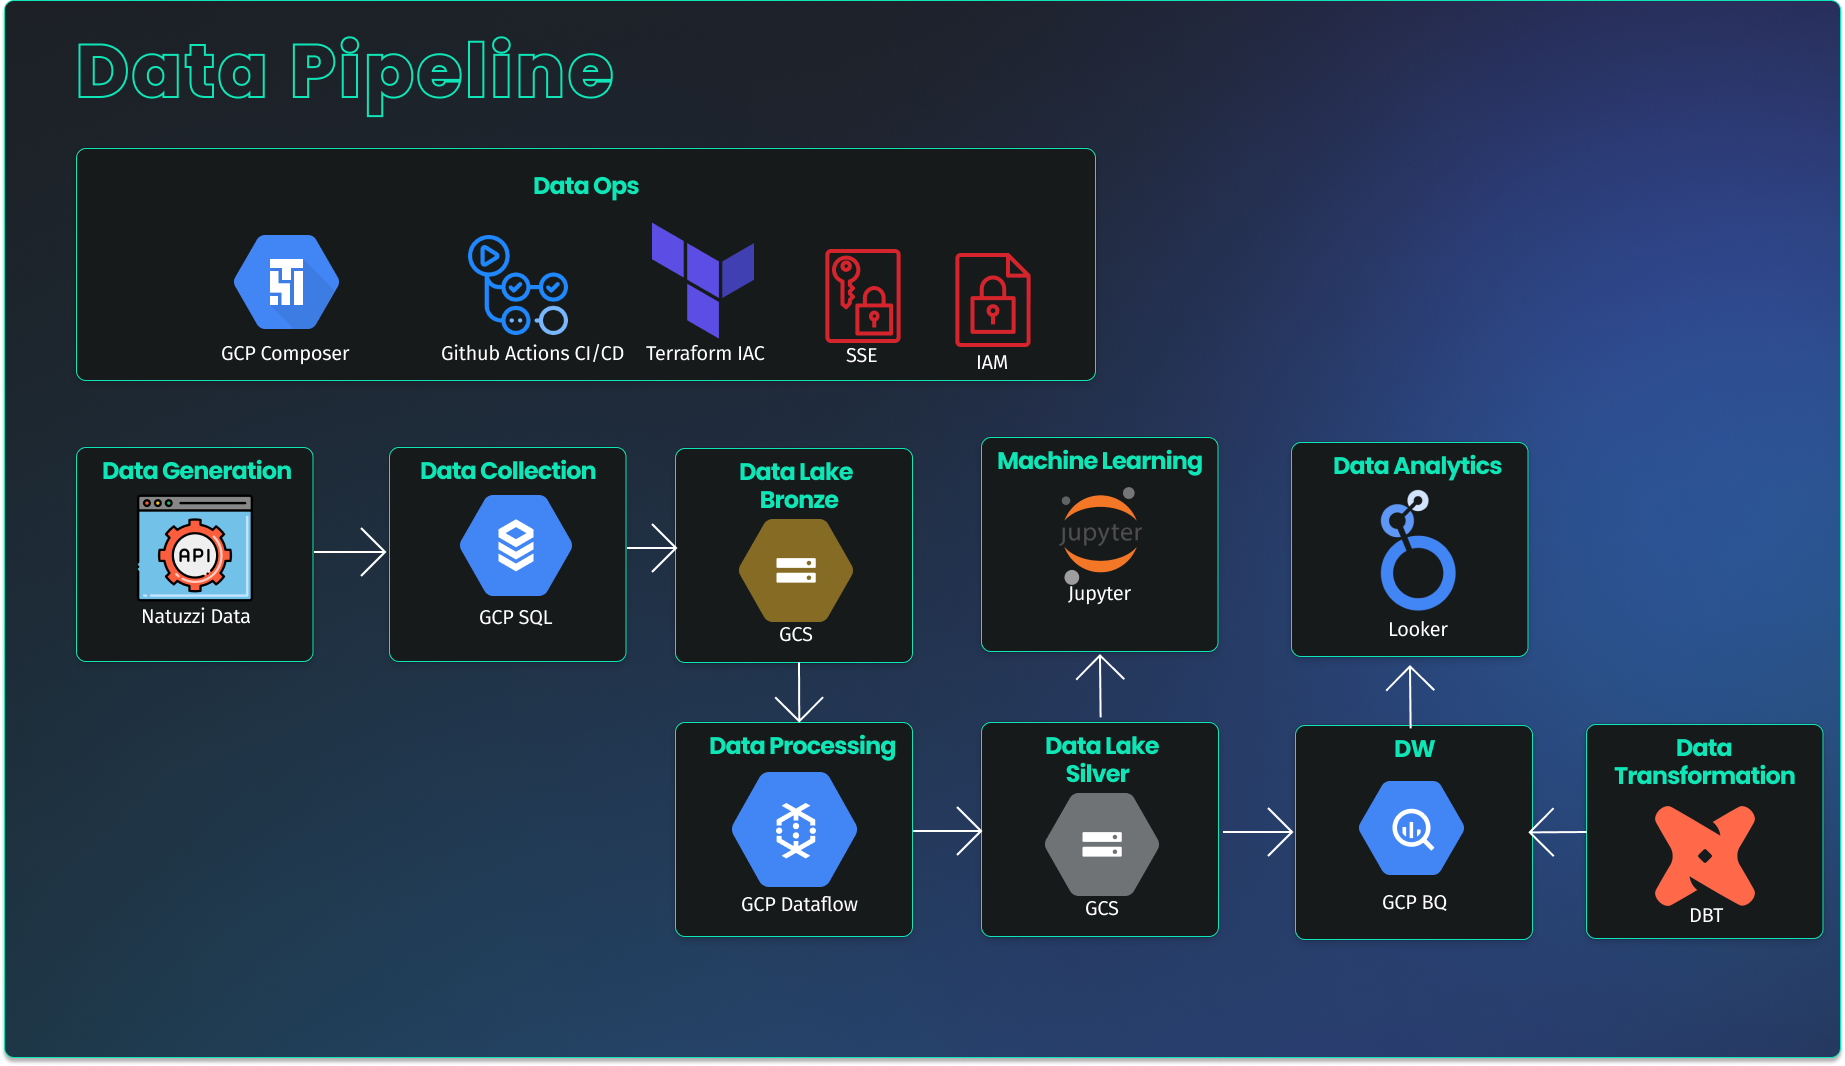 Data Pipeline
Data Ops
GCP Composer
Github Actions CI/CD
Terraform IAC
SSE
IAM
Data Generation
API
Natuzzi Data
Data Collection
GCP SQL
Data Lake
Bronze
GCS
Machine Learning
jupyter
Jupyter
Data Analytics
Looker
Data Processing
GCP Dataflow
Data Lake
Silver
GCS
DW
GCP BQ
Data
Transformation
DBT